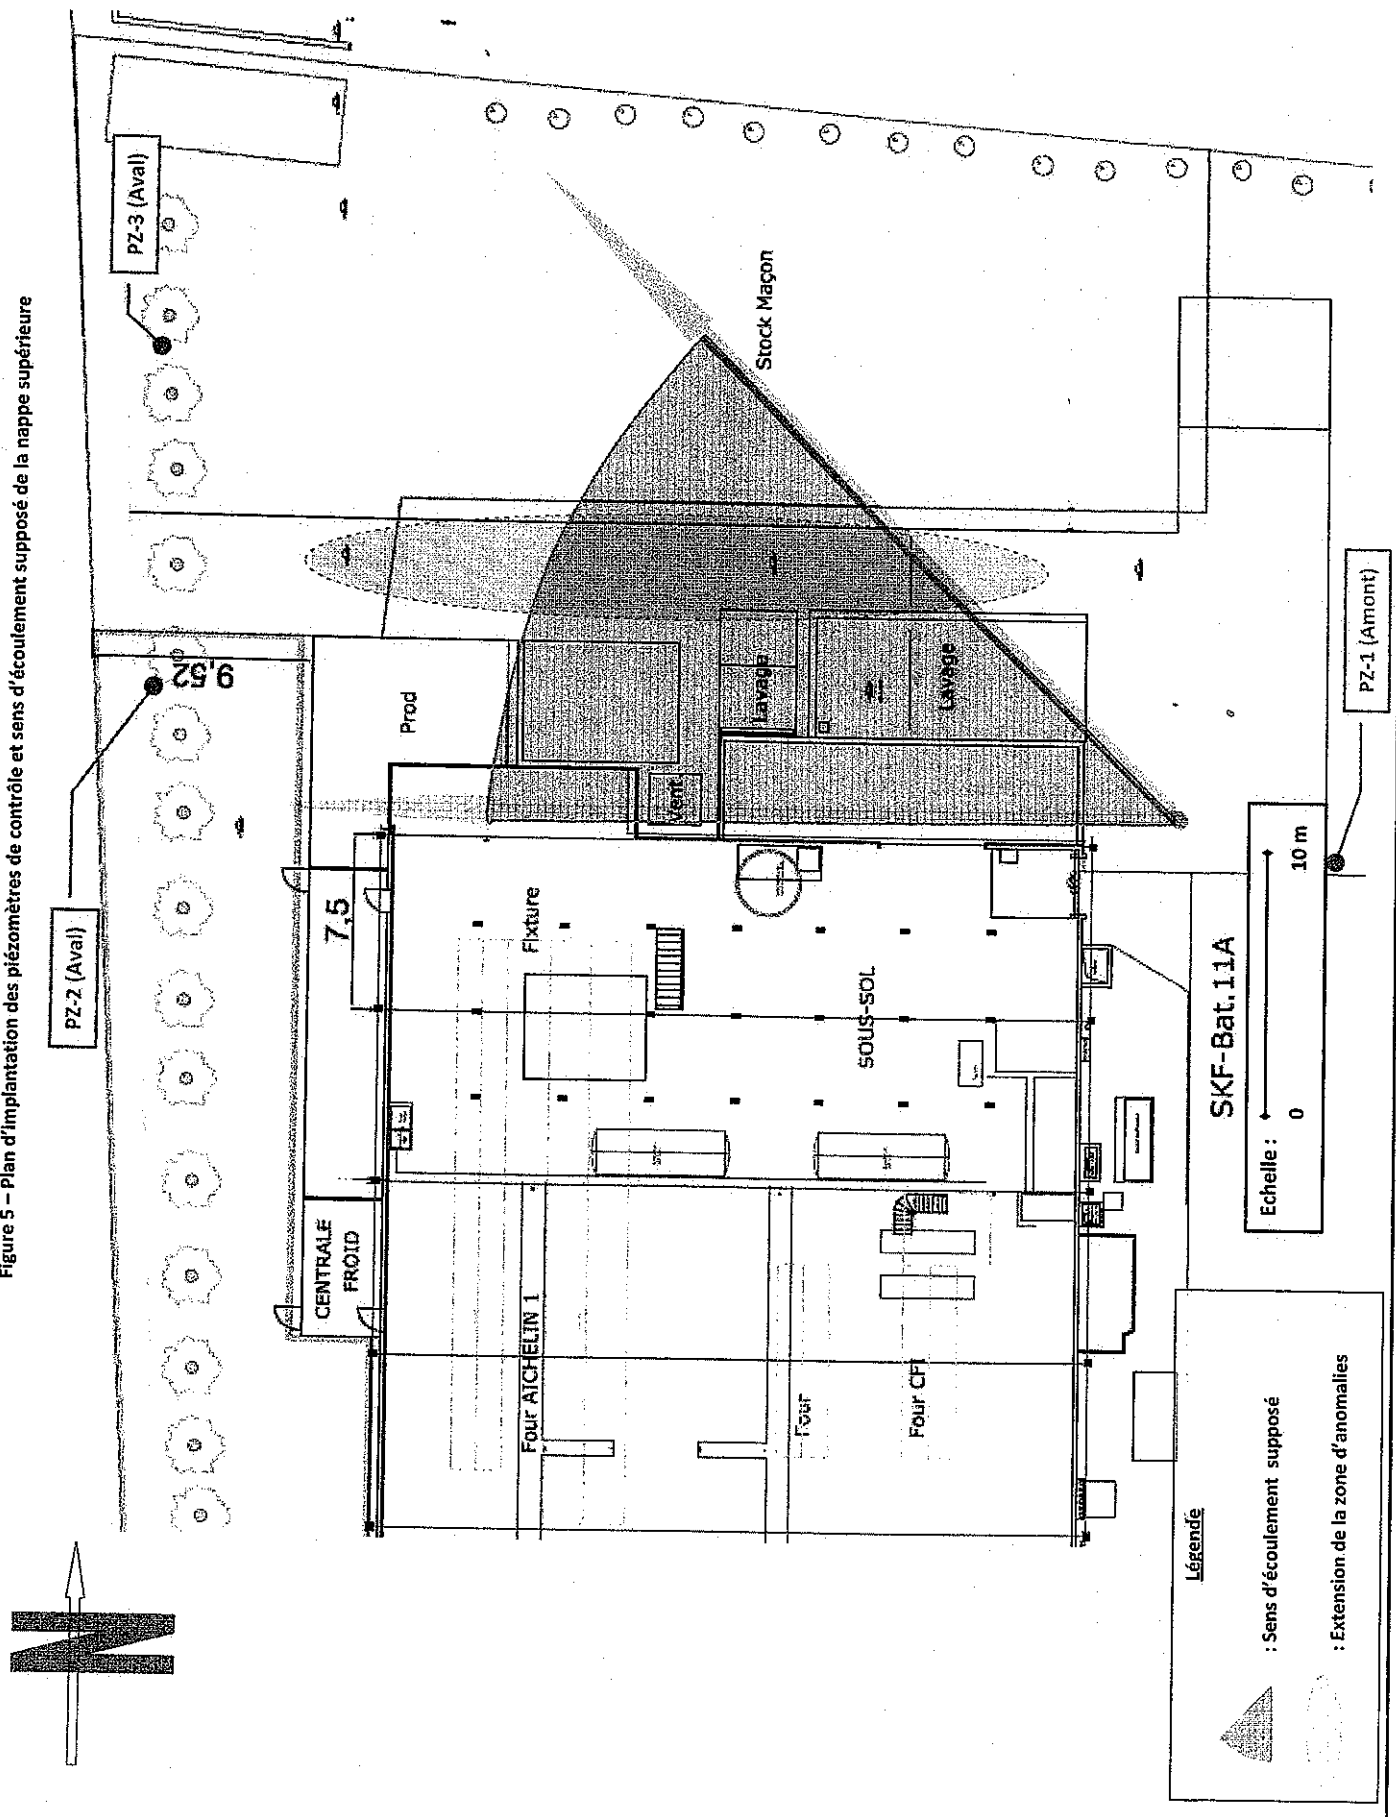 Figure 5 – Plan d'implantation des piézomètres de contrôle et sens d'écoulement supposé de la nappe supérieure
N
PZ-2 (Aval)
PZ-3 (Aval)
9,52
7,5
CENTRALE
FROID
Prod
Fixture
Vent
Lavage
Lavage
Stock Maçon
Four AICHELIN 1
Four
Four CFI
SOUS-SOL
SKF-Bat.11A
Echelle :
0
10 m
PZ-1 (Amont)
Légende
: Sens d'écoulement supposé
: Extension de la zone d'anomalies